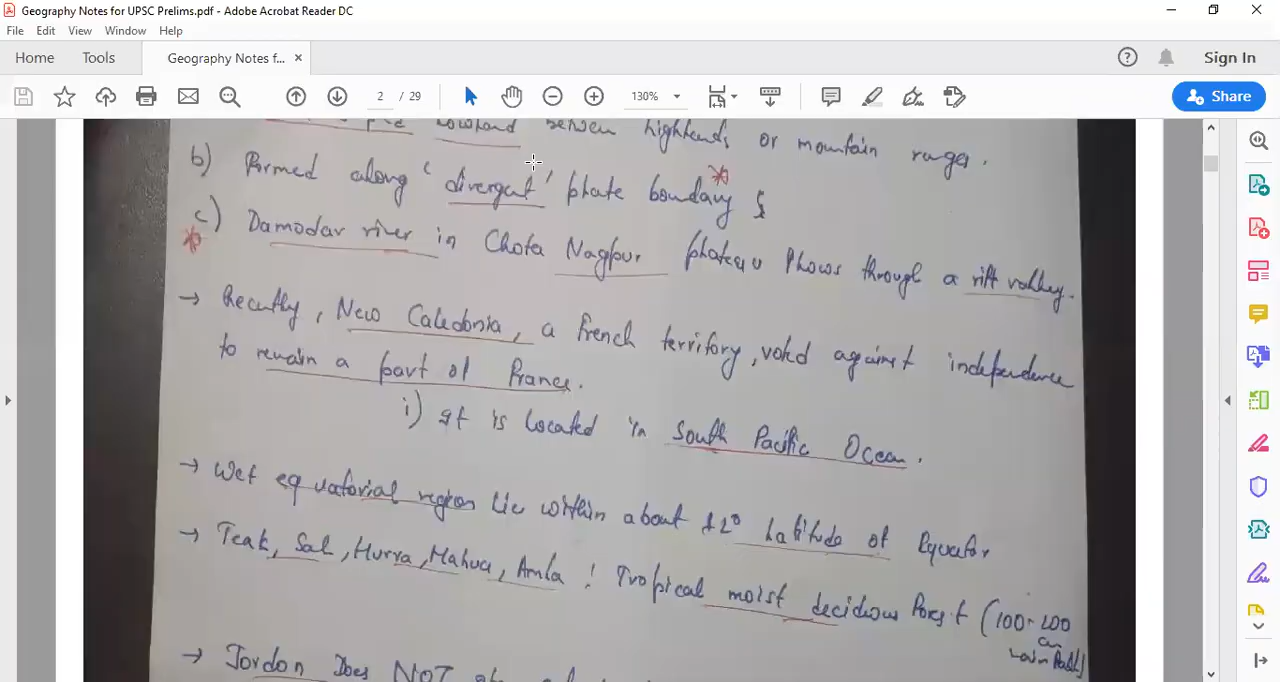 Geography Notes for UPSC Prelims.pdf - Adobe Acrobat Reader DC
File Edit View Window Help
Home Tools Geography Notes f... × Sign In
2 / 29 130% Share
lowland between highlands or mountain ranges.
b) Formed along 'divergent' plate boundary
c) Damodar river in Chota Nagpur plateau flows through a rift valley.
→ Recently, New Caledonia, a French territory, voted against independence
to remain a part of France.
i) It is located in South Pacific Ocean.
→ Wet equatorial region lie within about 12° latitude of Equator
→ Teak, Sal, Hurra, Mahua, Amla : Tropical moist decidious forest (100-200
cm
rainfall)
→ Jordon Does NOT